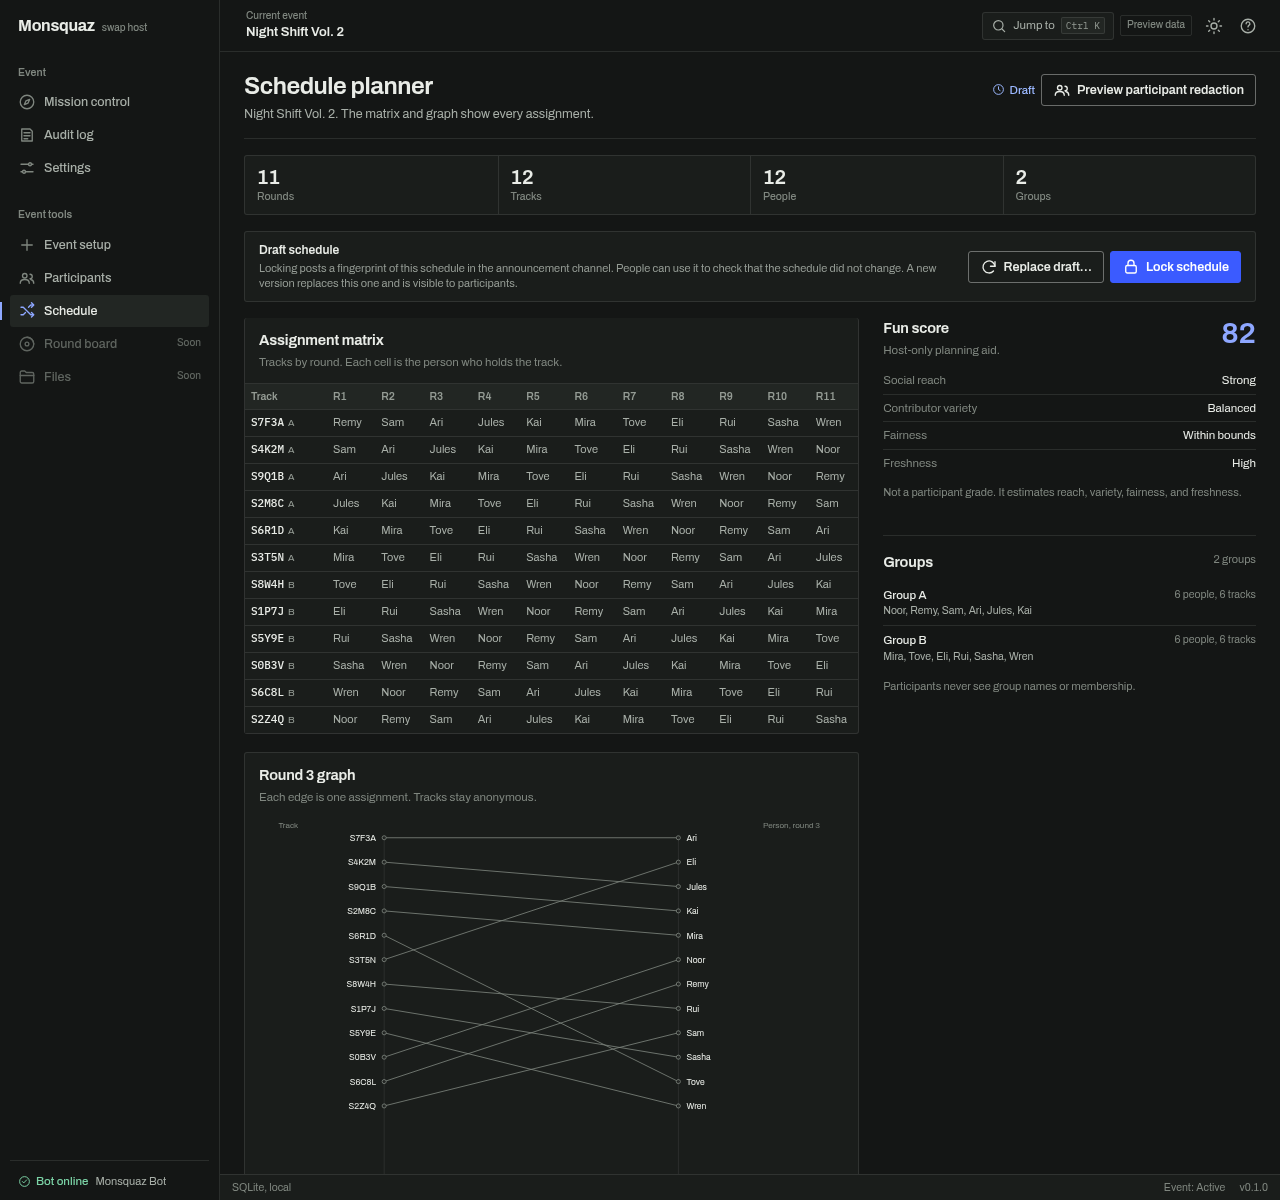 Monsquaz swap host
Event
Mission control
Audit log
Settings
Event tools
Event setup
Participants
Schedule
Round board Soon
Files Soon
Bot online Monsquaz Bot
Current event
Night Shift Vol. 2
Jump to Ctrl K
Preview data
Schedule planner
Night Shift Vol. 2. The matrix and graph show every assignment.
Draft
Preview participant redaction
11
Rounds
12
Tracks
12
People
2
Groups
Draft schedule
Locking posts a fingerprint of this schedule in the announcement channel. People can use it to check that the schedule did not change. A new
version replaces this one and is visible to participants.
Replace draft...
Lock schedule
Assignment matrix
Tracks by round. Each cell is the person who holds the track.
Track R1 R2 R3 R4 R5 R6 R7 R8 R9 R10 R11
S7F3A A Remy Sam Ari Jules Kai Mira Tove Eli Rui Sasha Wren
S4K2M A Sam Ari Jules Kai Mira Tove Eli Rui Sasha Wren Noor
S9Q1B A Ari Jules Kai Mira Tove Eli Rui Sasha Wren Noor Remy
S2M8C A Jules Kai Mira Tove Eli Rui Sasha Wren Noor Remy Sam
S6R1D A Kai Mira Tove Eli Rui Sasha Wren Noor Remy Sam Ari
S3T5N A Mira Tove Eli Rui Sasha Wren Noor Remy Sam Ari Jules
S8W4H B Tove Eli Rui Sasha Wren Noor Remy Sam Ari Jules Kai
S1P7J B Eli Rui Sasha Wren Noor Remy Sam Ari Jules Kai Mira
S5Y9E B Rui Sasha Wren Noor Remy Sam Ari Jules Kai Mira Tove
S0B3V B Sasha Wren Noor Remy Sam Ari Jules Kai Mira Tove Eli
S6C8L B Wren Noor Remy Sam Ari Jules Kai Mira Tove Eli Rui
S2Z4Q B Noor Remy Sam Ari Jules Kai Mira Tove Eli Rui Sasha
Fun score 82
Host-only planning aid.
Social reach Strong
Contributor variety Balanced
Fairness Within bounds
Freshness High
Not a participant grade. It estimates reach, variety, fairness, and freshness.
Groups 2 groups
Group A 6 people, 6 tracks
Noor, Remy, Sam, Ari, Jules, Kai
Group B 6 people, 6 tracks
Mira, Tove, Eli, Rui, Sasha, Wren
Participants never see group names or membership.
Round 3 graph
Each edge is one assignment. Tracks stay anonymous.
Track Person, round 3
S7F3A Ari
S4K2M Eli
S9Q1B Jules
S2M8C Kai
S6R1D Mira
S3T5N Noor
S8W4H Remy
S1P7J Rui
S5Y9E Sam
S0B3V Sasha
S6C8L Tove
S2Z4Q Wren
SQLite, local
Event: Active v0.1.0